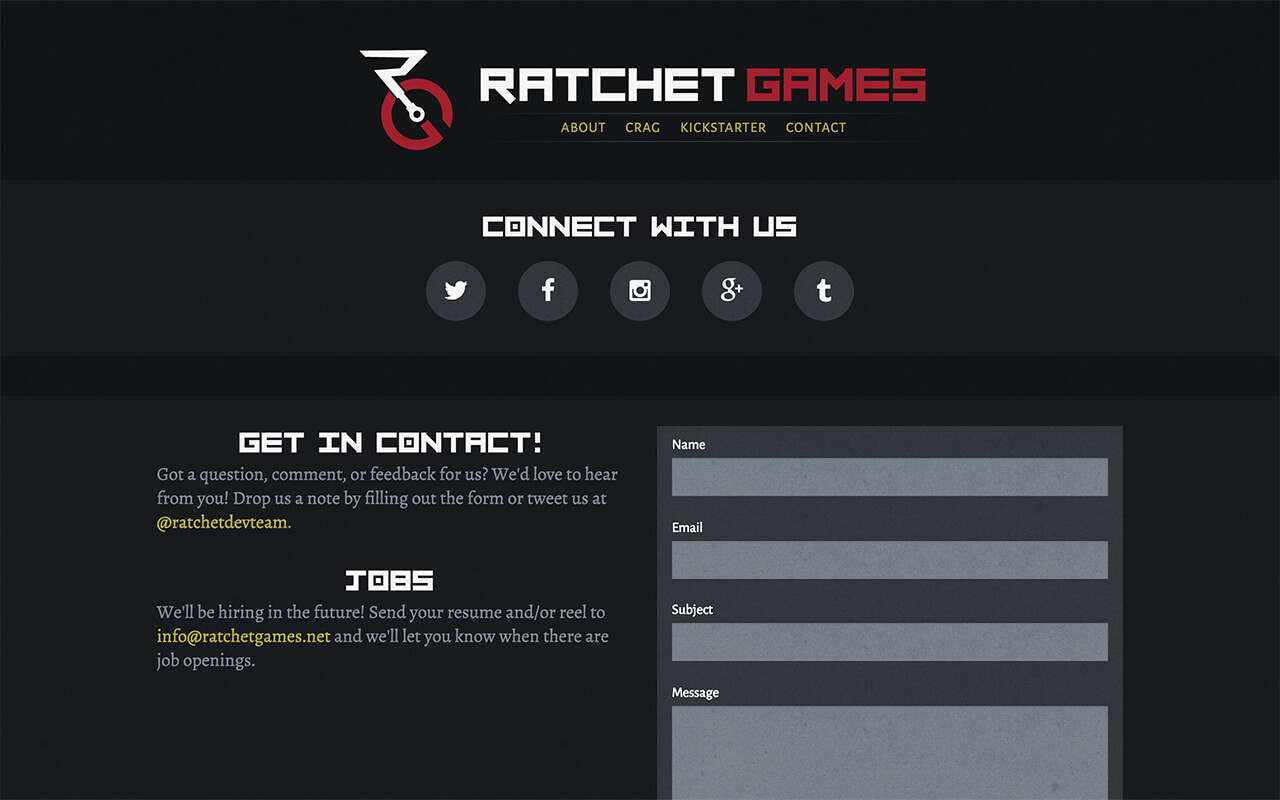 RATCHET GAMES
ABOUT CRAG KICKSTARTER CONTACT
CONNECT WITH US
GET IN CONTACT!
Got a question, comment, or feedback for us? We'd love to hear
from you! Drop us a note by filling out the form or tweet us at
@ratchetdevteam.
JOBS
We'll be hiring in the future! Send your resume and/or reel to
info@ratchetgames.net and we'll let you know when there are
job openings.
Name
Email
Subject
Message